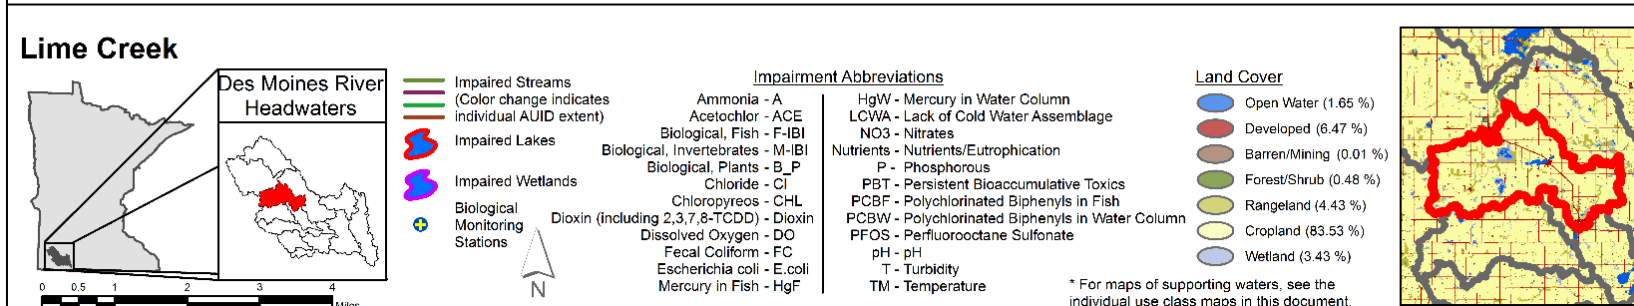 Lime Creek
Des Moines River
Headwaters
0 0.5 1 2 3 4
Miles
Impaired Streams
(Color change indicates
individual AUID extent)
Impaired Lakes
Impaired Wetlands
Biological
Monitoring
Stations
N
Impairment Abbreviations
Ammonia - A
Acetochlor - ACE
Biological, Fish - F-IBI
Biological, Invertebrates - M-IBI
Biological, Plants - B_P
Chloride - Cl
Chloropyreos - CHL
Dioxin (including 2,3,7,8-TCDD) - Dioxin
Dissolved Oxygen - DO
Fecal Coliform - FC
Escherichia coli - E.coli
Mercury in Fish - HgF
HgW - Mercury in Water Column
LCWA - Lack of Cold Water Assemblage
NO3 - Nitrates
Nutrients - Nutrients/Eutrophication
P - Phosphorous
PBT - Persistent Bioaccumulative Toxics
PCBF - Polychlorinated Biphenyls in Fish
PCBW - Polychlorinated Biphenyls in Water Column
PFOS - Perfluorooctane Sulfonate
pH - pH
T - Turbidity
TM - Temperature
Land Cover
Open Water (1.65 %)
Developed (6.47 %)
Barren/Mining (0.01 %)
Forest/Shrub (0.48 %)
Rangeland (4.43 %)
Cropland (83.53 %)
Wetland (3.43 %)
* For maps of supporting waters, see the
individual use class maps in this document.